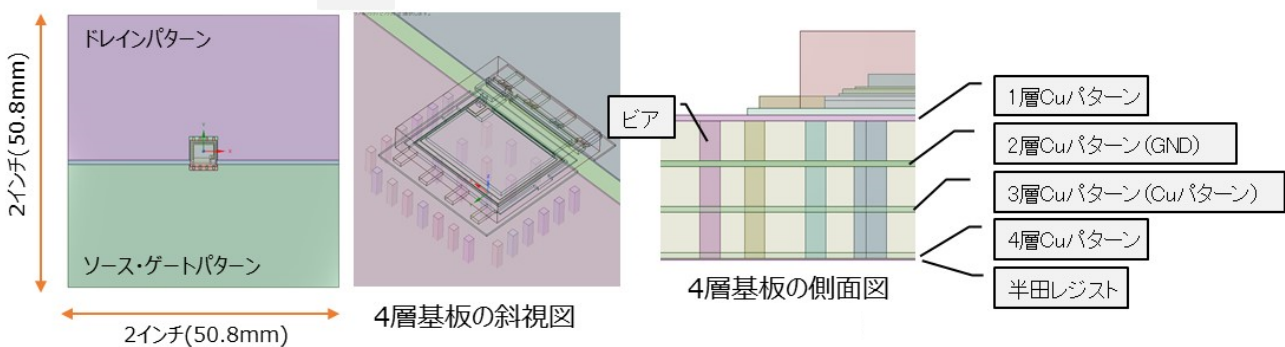 2インチ(50.8mm)
ドレインパターン
ソース・ゲートパターン
2インチ(50.8mm)
4層基板の斜視図
ビア
4層基板の側面図
1層Cuパターン
2層Cuパターン(GND)
3層Cuパターン(Cuパターン)
4層Cuパターン
半田レジスト